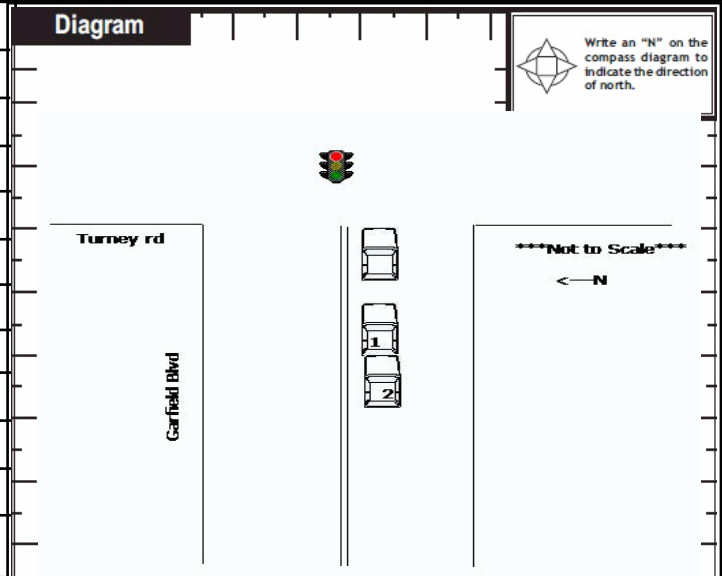 Diagram
Write an “N” on the
compass diagram to
indicate the direction
of north.
Turney rd
***Not to Scale***
<—N
1
Garfield Blvd
2